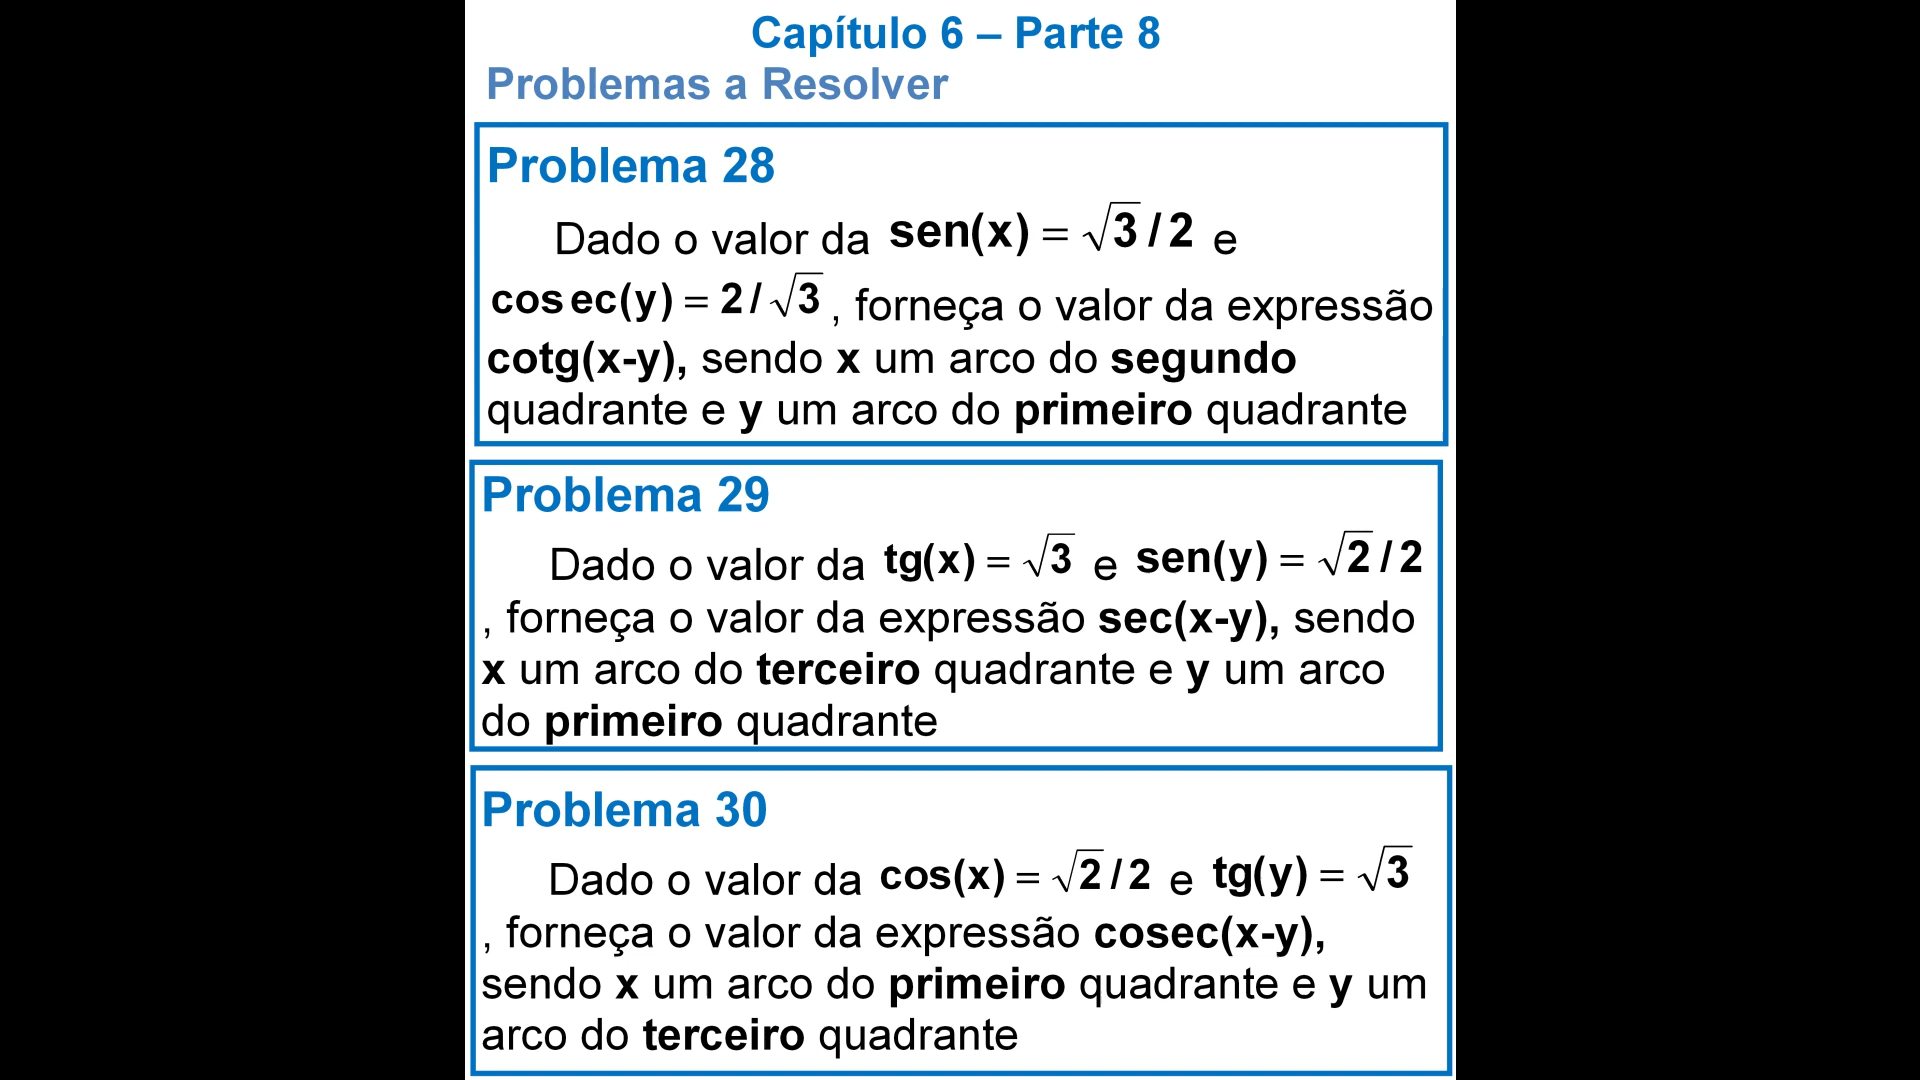 Capítulo 6 – Parte 8
Problemas a Resolver
Problema 28
Dado o valor da sen(x) = √3 / 2 e
cosec(y) = 2 / √3 , forneça o valor da expressão
cotg(x-y), sendo x um arco do segundo
quadrante e y um arco do primeiro quadrante
Problema 29
Dado o valor da tg(x) = √3 e sen(y) = √2 / 2
, forneça o valor da expressão sec(x-y), sendo
x um arco do terceiro quadrante e y um arco
do primeiro quadrante
Problema 30
Dado o valor da cos(x) = √2 / 2 e tg(y) = √3
, forneça o valor da expressão cosec(x-y),
sendo x um arco do primeiro quadrante e y um
arco do terceiro quadrante